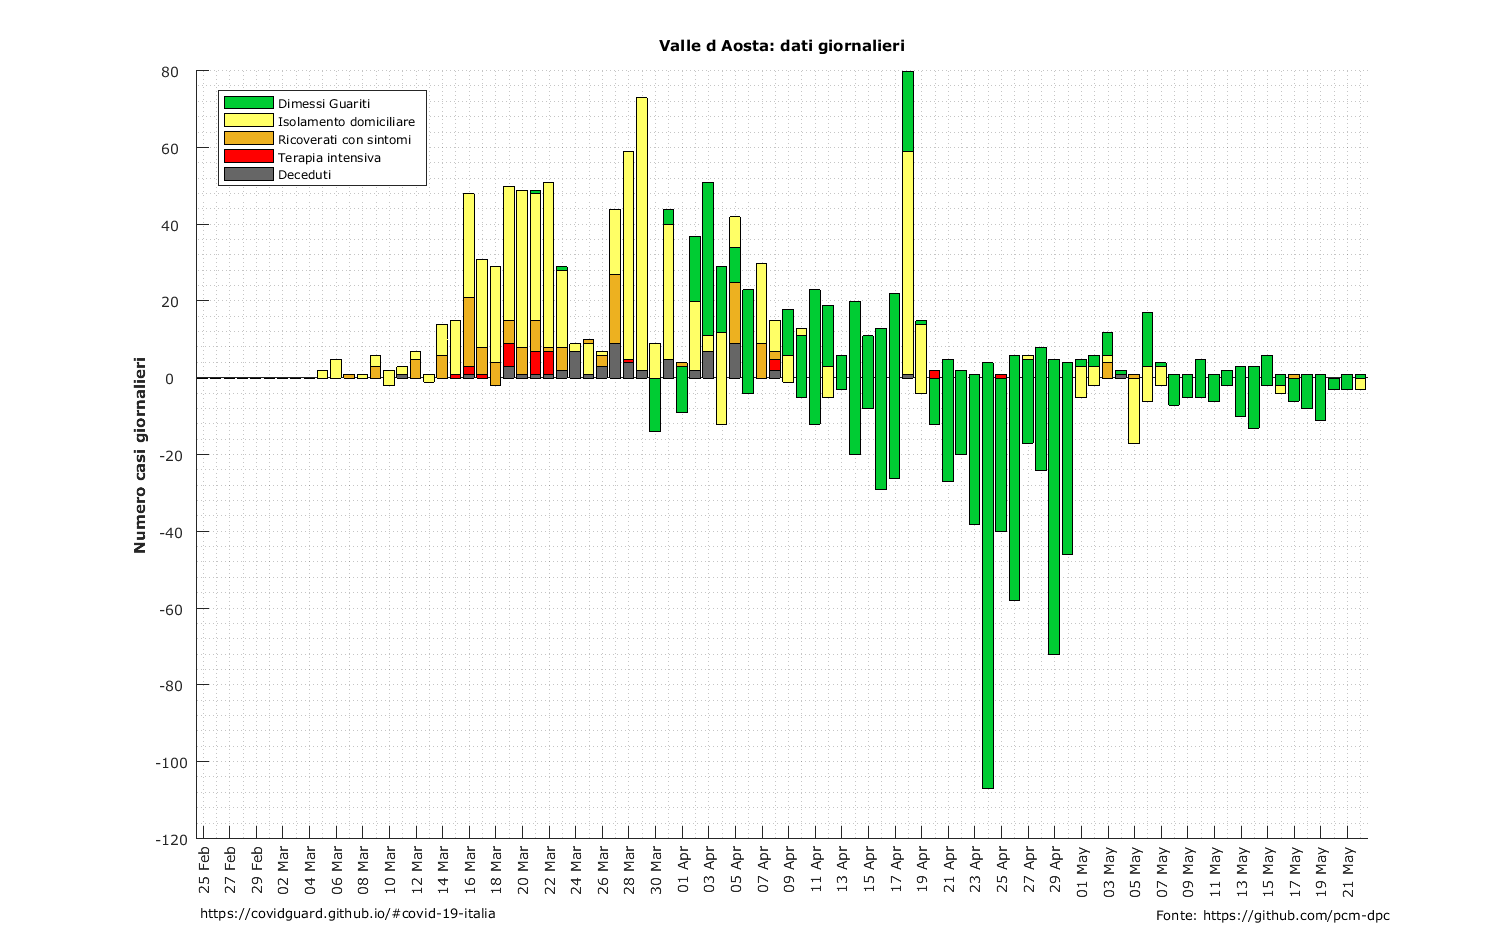 Valle d Aosta: dati giornalieri
Dimessi Guariti
Isolamento domiciliare
Ricoverati con sintomi
Terapia intensiva
Deceduti
Numero casi giornalieri
80
60
40
20
0
-20
-40
-60
-80
-100
-120
25 Feb
27 Feb
29 Feb
02 Mar
04 Mar
06 Mar
08 Mar
10 Mar
12 Mar
14 Mar
16 Mar
18 Mar
20 Mar
22 Mar
24 Mar
26 Mar
28 Mar
30 Mar
01 Apr
03 Apr
05 Apr
07 Apr
09 Apr
11 Apr
13 Apr
15 Apr
17 Apr
19 Apr
21 Apr
23 Apr
25 Apr
27 Apr
29 Apr
01 May
03 May
05 May
07 May
09 May
11 May
13 May
15 May
17 May
19 May
21 May
https://covidguard.github.io/#covid-19-italia
Fonte: https://github.com/pcm-dpc